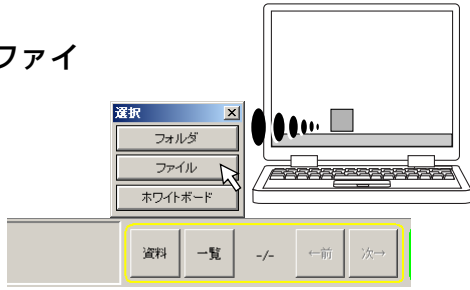 ファイ
選択
フォルダ
ファイル
ホワイトボード
資料 一覧 -/- ←前 次→